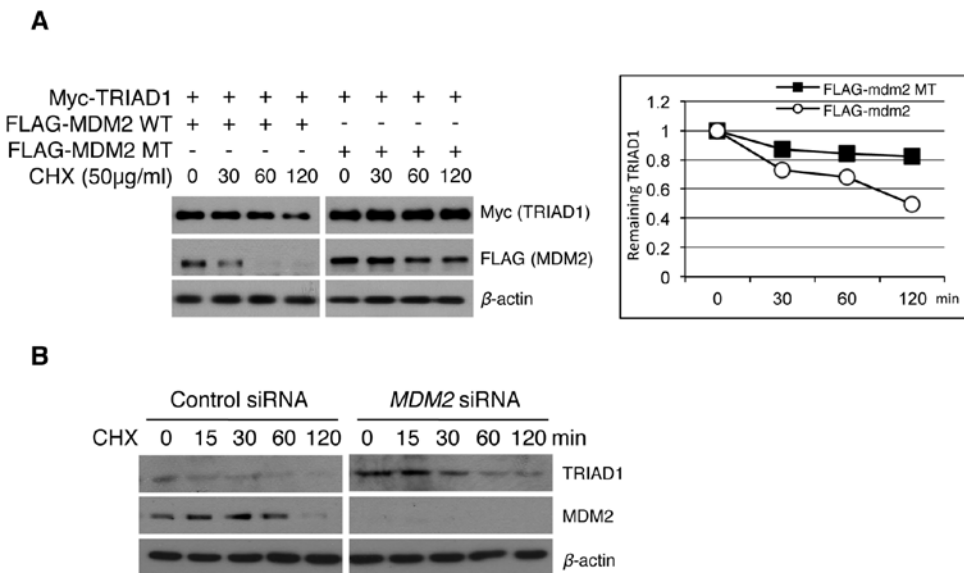 A
Myc-TRIAD1 + + + + + + + +
FLAG-MDM2 WT + + + + - - - -
FLAG-MDM2 MT - - - - + + + +
CHX (50μg/ml) 0 30 60 120 0 30 60 120
Myc (TRIAD1)
FLAG (MDM2)
β-actin
FLAG-mdm2 MT
FLAG-mdm2
Remaining TRIAD1
1.2
1
0.8
0.6
0.4
0.2
0
0 30 60 120 min
B
Control siRNA MDM2 siRNA
CHX 0 15 30 60 120 0 15 30 60 120 min
TRIAD1
MDM2
β-actin